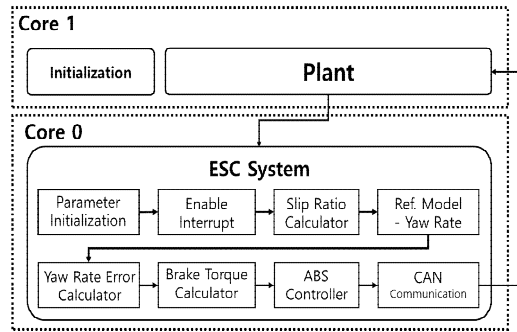 Core 1
Initialization
Plant
Core 0
ESC System
Parameter
Initialization
Enable
Interrupt
Slip Ratio
Calculator
Ref. Model
- Yaw Rate
Yaw Rate Error
Calculator
Brake Torque
Calculator
ABS
Controller
CAN
Communication